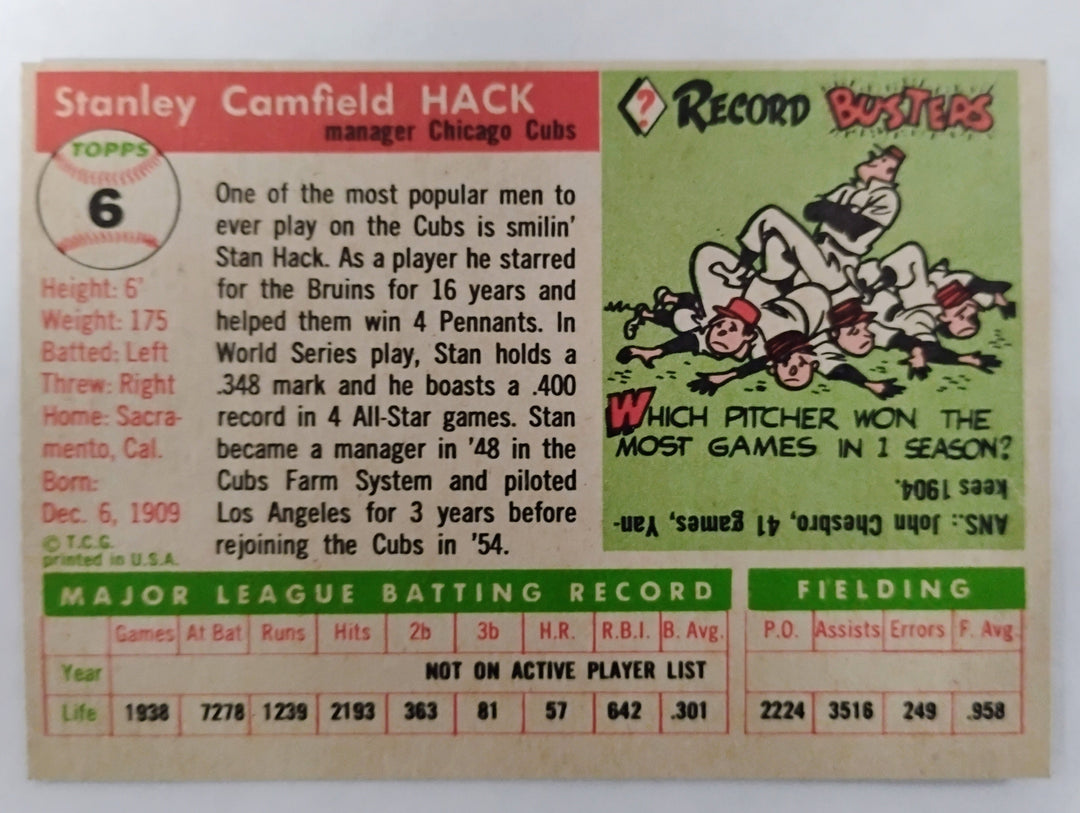 Stanley Camfield HACK
manager Chicago Cubs
TOPPS
6
Height: 6'
Weight: 175
Batted: Left
Threw: Right
Home: Sacra-
mento, Cal.
Born:
Dec. 6, 1909
© T.C.G.
printed in U.S.A.
One of the most popular men to
ever play on the Cubs is smilin'
Stan Hack. As a player he starred
for the Bruins for 16 years and
helped them win 4 Pennants. In
World Series play, Stan holds a
.348 mark and he boasts a .400
record in 4 All-Star games. Stan
became a manager in '48 in the
Cubs Farm System and piloted
Los Angeles for 3 years before
rejoining the Cubs in '54.
? RECORD BUSTERS
WHICH PITCHER WON THE
MOST GAMES IN 1 SEASON?
ANS.: John Chesbro, 41 games, Yan-
kees 1904.
MAJOR LEAGUE BATTING RECORD
Games At Bat Runs Hits 2b 3b H.R. R.B.I. B. Avg.
Year NOT ON ACTIVE PLAYER LIST
Life 1938 7278 1239 2193 363 81 57 642 .301
FIELDING
P.O. Assists Errors F. Avg.
2224 3516 249 .958